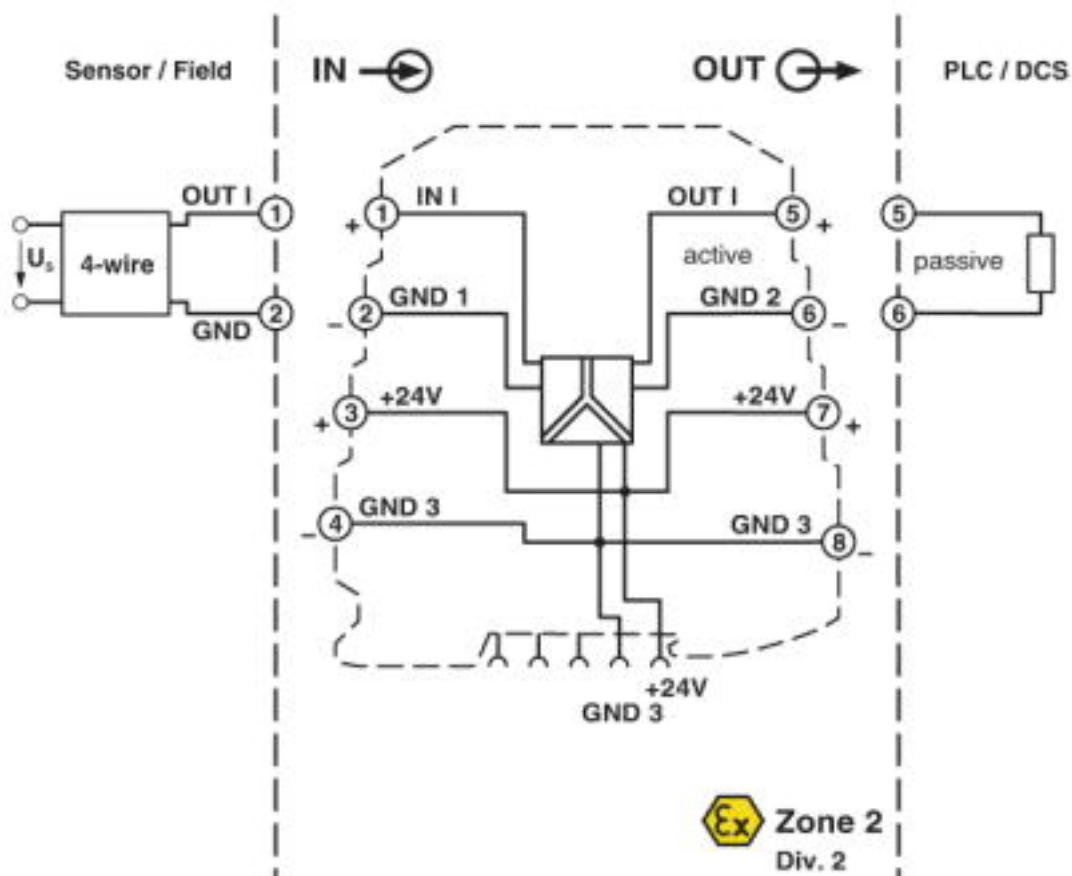 Sensor / Field
IN
OUT
PLC / DCS
OUT I
1
1
IN I
OUT I
5
5
+
+
Us
4-wire
active
passive
GND
2
2
GND 1
GND 2
6
6
-
-
+24V
+24V
3
7
+
+
GND 3
GND 3
4
8
-
-
+24V
GND 3
Ex
Zone 2
Div. 2